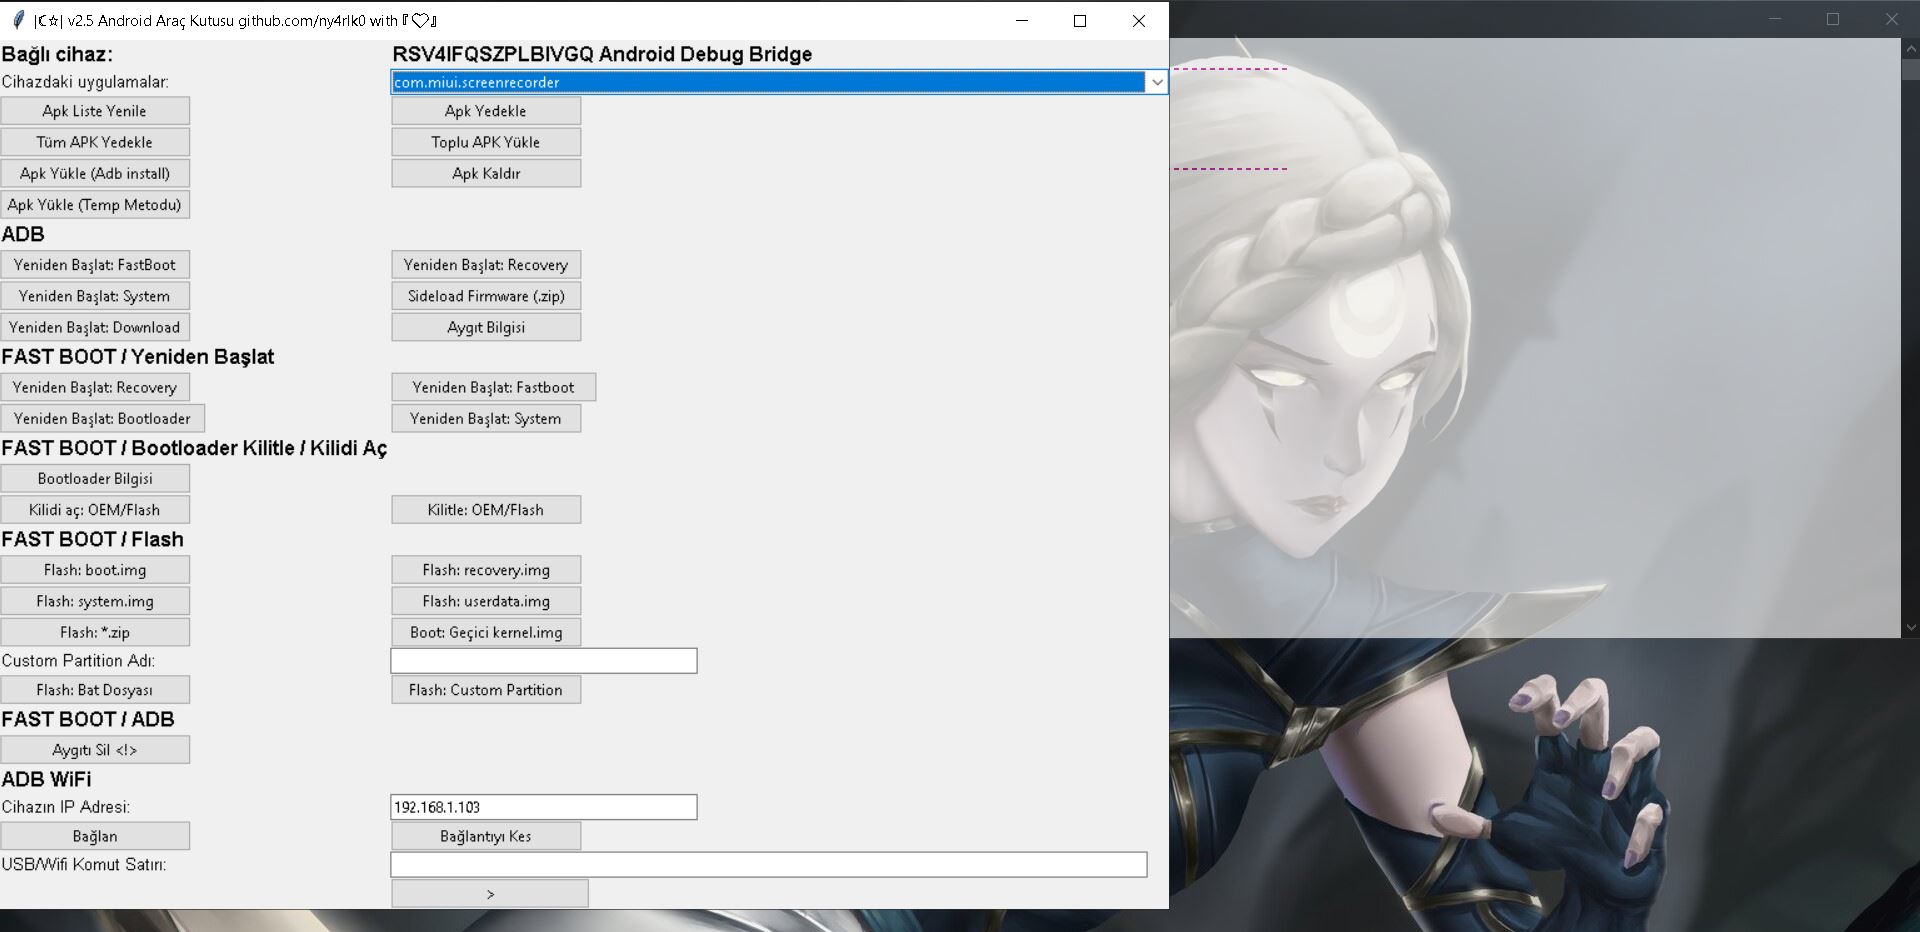 |☾☆| v2.5 Android Araç Kutusu github.com/ny4rlk0 with『♡』
Bağlı cihaz: RSV4IFQSZPLBIVGQ Android Debug Bridge
Cihazdaki uygulamalar: com.miui.screenrecorder
Apk Liste Yenile Apk Yedekle
Tüm APK Yedekle Toplu APK Yükle
Apk Yükle (Adb install) Apk Kaldır
Apk Yükle (Temp Metodu)
ADB
Yeniden Başlat: FastBoot Yeniden Başlat: Recovery
Yeniden Başlat: System Sideload Firmware (.zip)
Yeniden Başlat: Download Aygıt Bilgisi
FAST BOOT / Yeniden Başlat
Yeniden Başlat: Recovery Yeniden Başlat: Fastboot
Yeniden Başlat: Bootloader Yeniden Başlat: System
FAST BOOT / Bootloader Kilitle / Kilidi Aç
Bootloader Bilgisi
Kilidi aç: OEM/Flash Kilitle: OEM/Flash
FAST BOOT / Flash
Flash: boot.img Flash: recovery.img
Flash: system.img Flash: userdata.img
Flash: *.zip Boot: Geçici kernel.img
Custom Partition Adı:
Flash: Bat Dosyası Flash: Custom Partition
FAST BOOT / ADB
Aygıtı Sil <!>
ADB WiFi
Cihazın IP Adresi: 192.168.1.103
Bağlan Bağlantıyı Kes
USB/Wifi Komut Satırı:
>